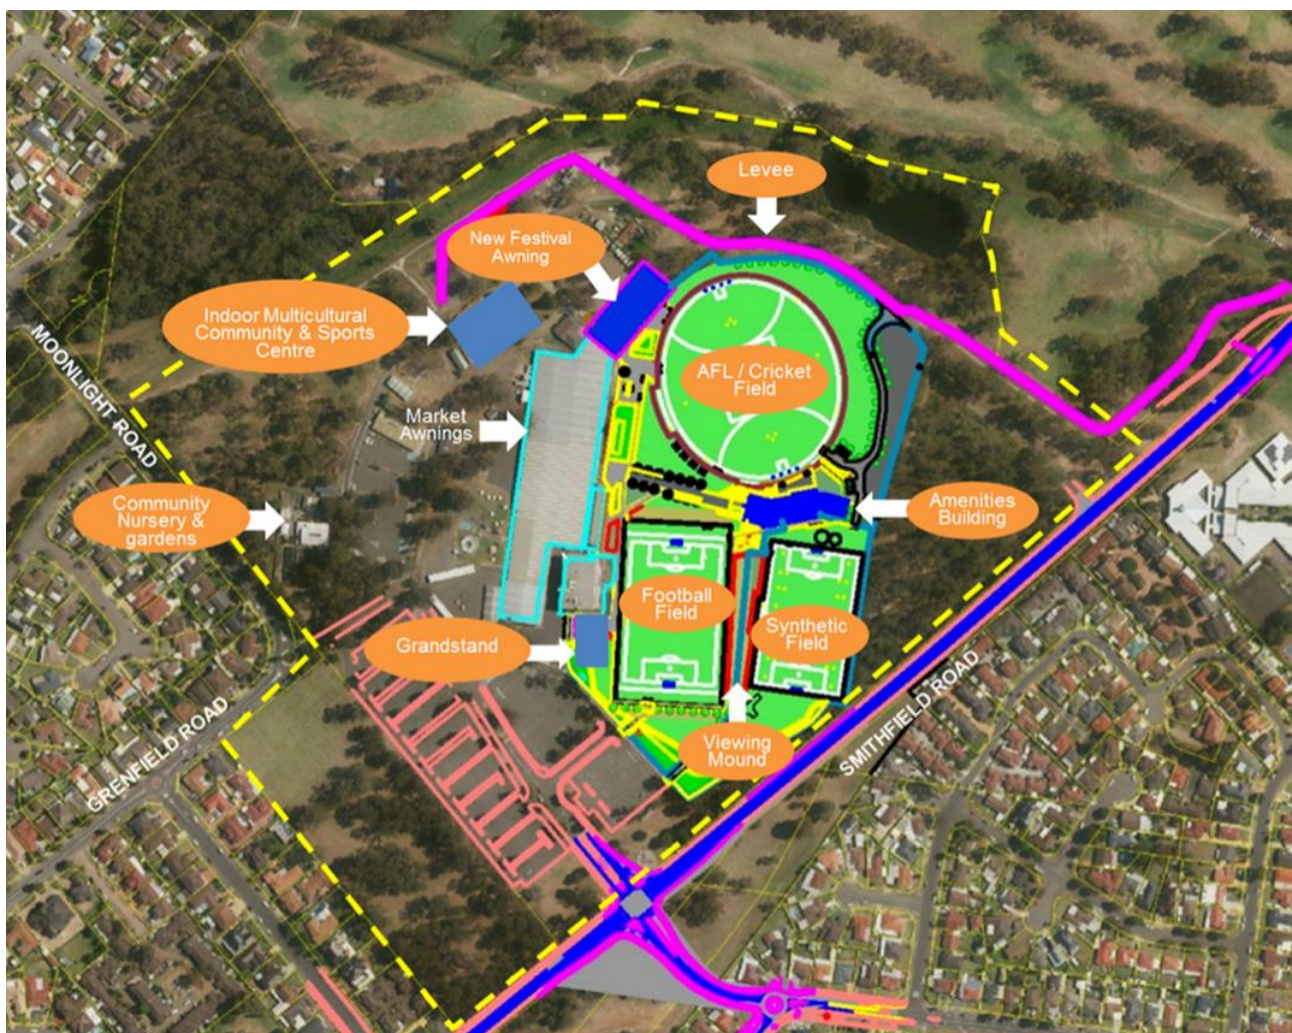 Levee
New Festival
Awning
Indoor Multicultural
Community & Sports
Centre
MOONLIGHT ROAD
AFL / Cricket
Field
Market
Awnings
Community
Nursery &
gardens
Amenities
Building
Football
Field
Synthetic
Field
Grandstand
Viewing
Mound
SMITHFIELD ROAD
GRENFIELD ROAD